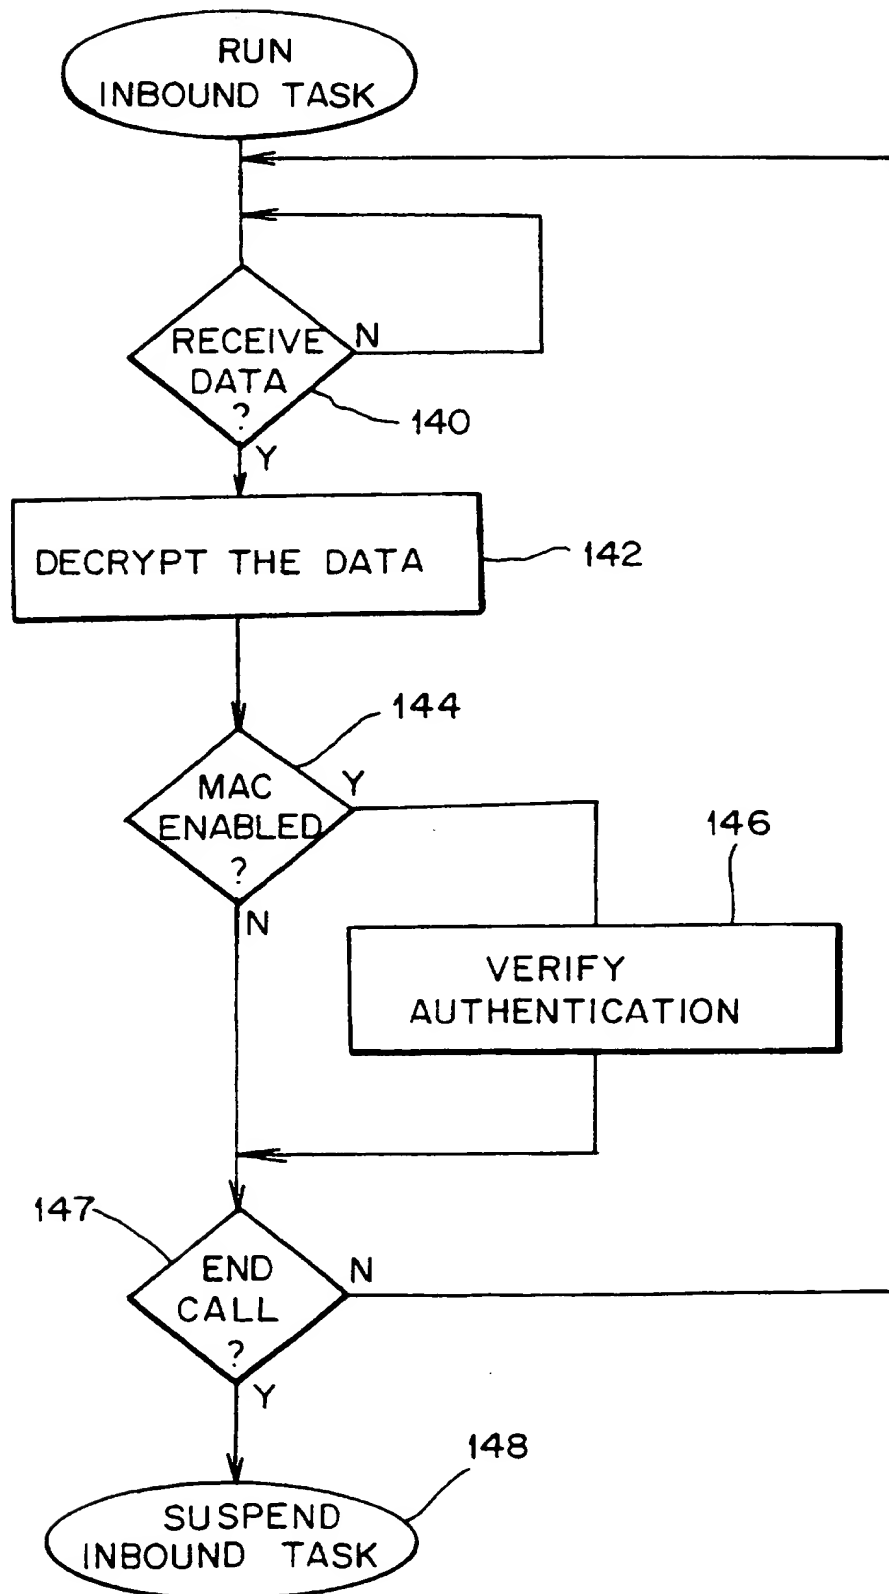 RUN
INBOUND TASK
RECEIVE
DATA
?
N
140
Y
DECRYPT THE DATA
142
144
MAC
ENABLED
?
Y
N
146
VERIFY
AUTHENTICATION
147
END
CALL
?
N
Y
148
SUSPEND
INBOUND TASK